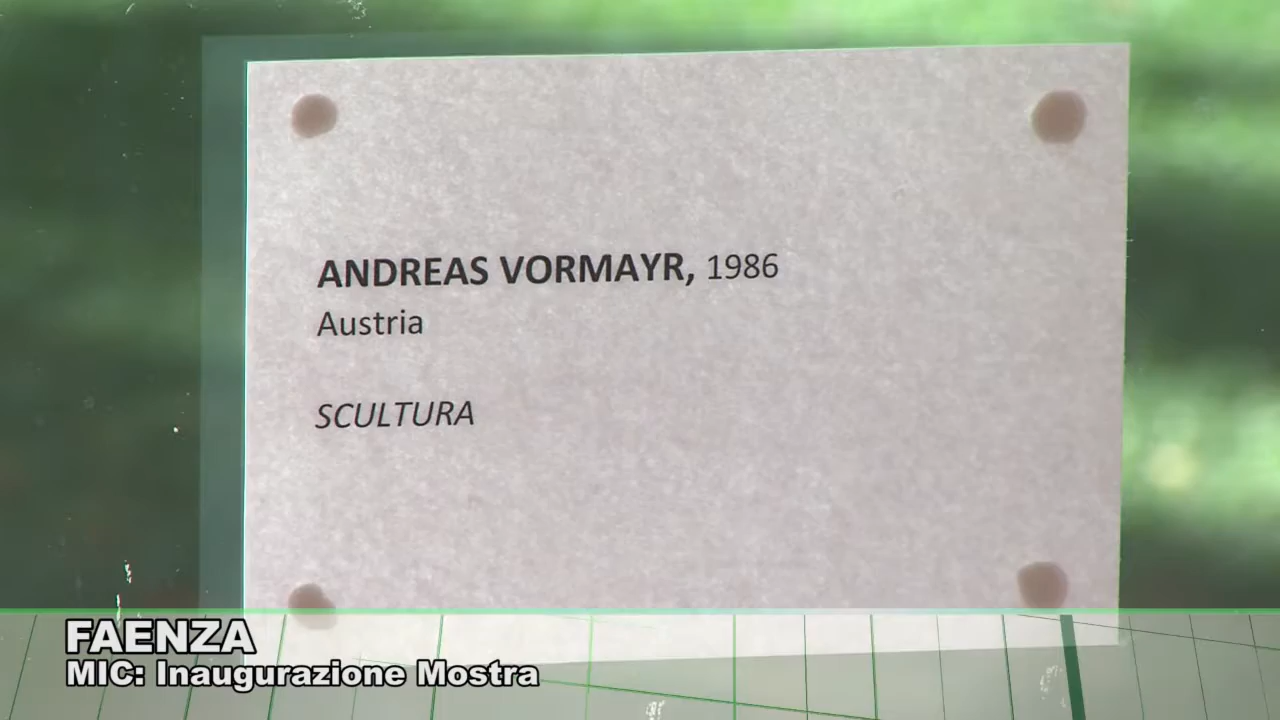 ANDREAS VORMAYR, 1986
Austria
SCULTURA
FAENZA
MIC: Inaugurazione Mostra